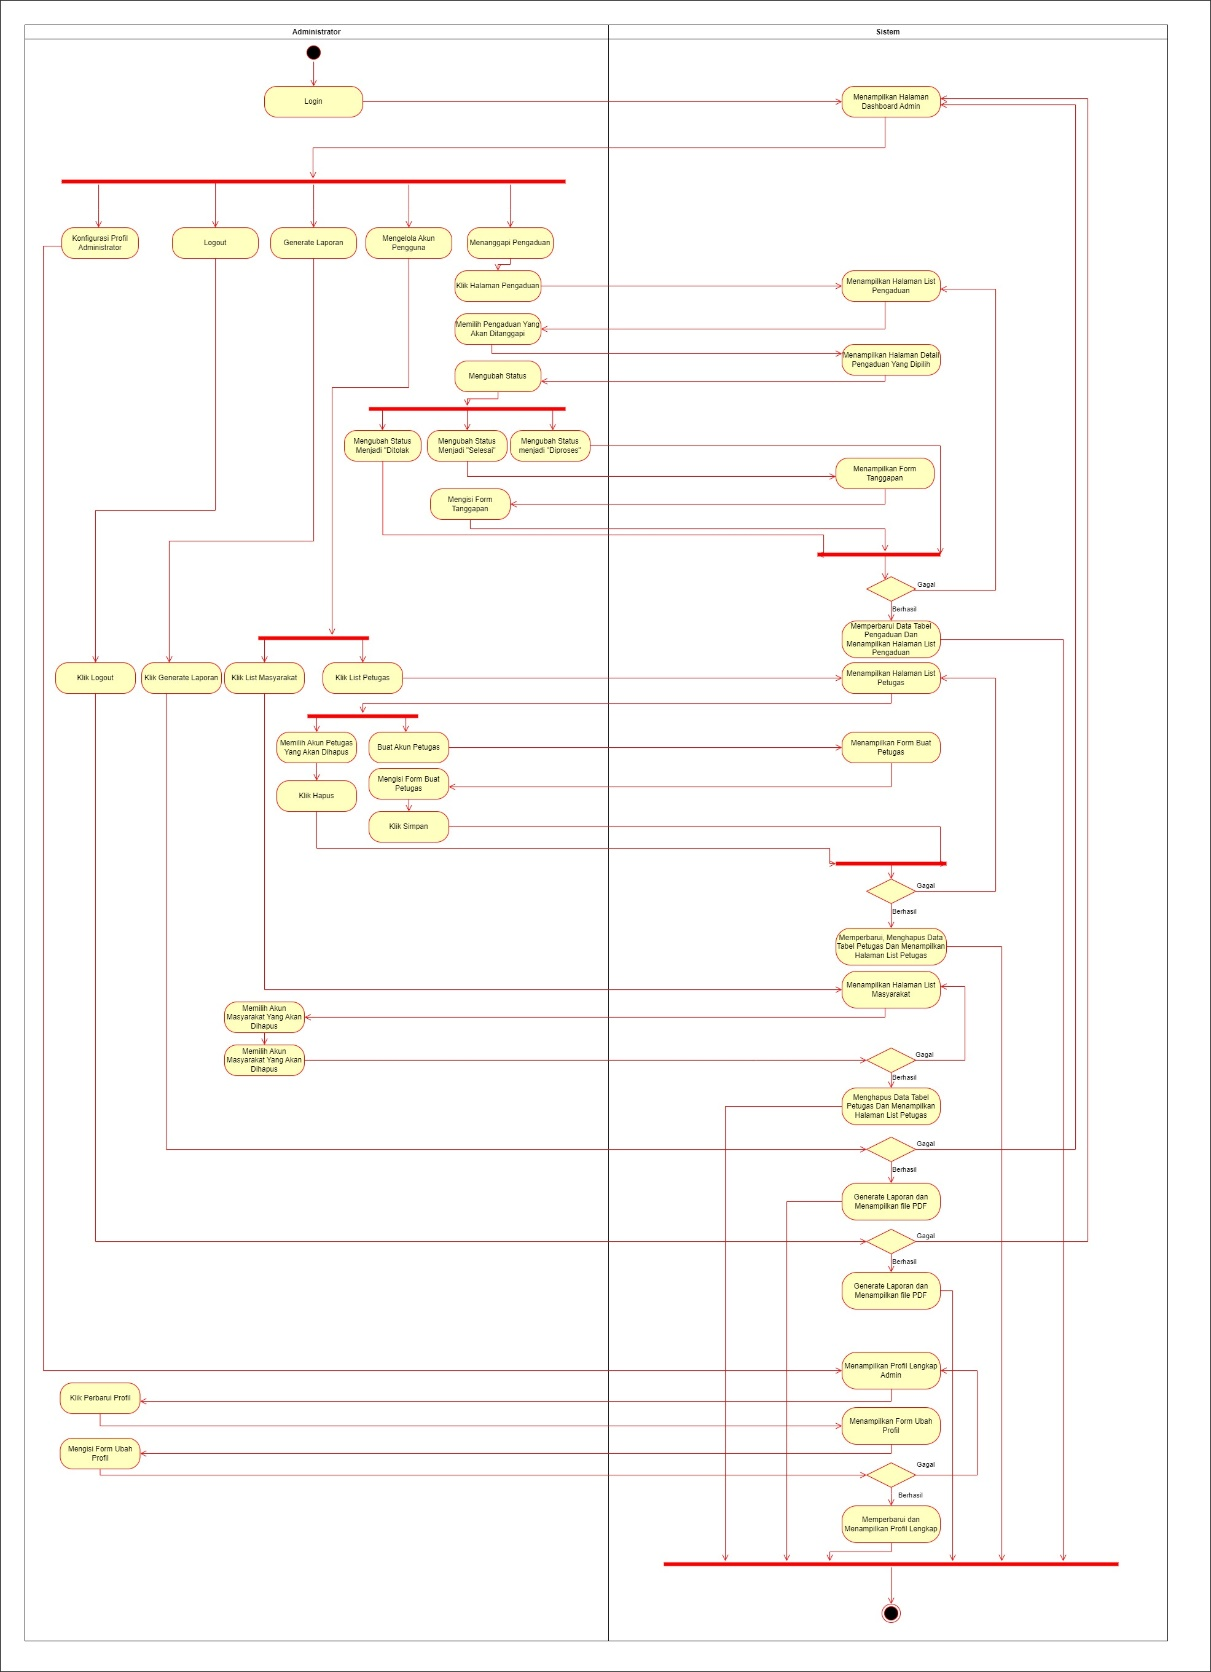 Administrator
Sistem
Login
Menampilkan Halaman
Dashboard Admin
Konfigurasi Profil
Administrator
Logout
Generate Laporan
Mengelola Akun
Pengguna
Menanggapi Pengaduan
Klik Halaman Pengaduan
Menampilkan Halaman List
Pengaduan
Memilih Pengaduan Yang
Akan Ditanggapi
Menampilkan Halaman Detail
Pengaduan Yang Dipilih
Mengubah Status
Mengubah Status
Menjadi "Ditolak
Mengubah Status
Menjadi "Selesai"
Mengubah Status
menjadi "Diproses"
Menampilkan Form
Tanggapan
Mengisi Form
Tanggapan
Gagal
Berhasil
Memperbarui Data Tabel
Pengaduan Dan
Menampilkan Halaman List
Pengaduan
Klik Logout
Klik Generate Laporan
Klik List Masyarakat
Klik List Petugas
Menampilkan Halaman List
Petugas
Memilih Akun Petugas
Yang Akan Dihapus
Buat Akun Petugas
Menampilkan Form Buat
Petugas
Mengisi Form Buat
Petugas
Klik Hapus
Klik Simpan
Gagal
Berhasil
Memperbarui, Menghapus Data
Tabel Petugas Dan Menampilkan
Halaman List Petugas
Menampilkan Halaman List
Masyarakat
Memilih Akun
Masyarakat Yang Akan
Dihapus
Memilih Akun
Masyarakat Yang Akan
Dihapus
Gagal
Berhasil
Menghapus Data Tabel
Petugas Dan Menampilkan
Halaman List Petugas
Gagal
Berhasil
Generate Laporan dan
Menampilkan file PDF
Gagal
Berhasil
Generate Laporan dan
Menampilkan file PDF
Menampilkan Profil Lengkap
Admin
Klik Perbarui Profil
Menampilkan Form Ubah
Profil
Mengisi Form Ubah
Profil
Gagal
Berhasil
Memperbarui dan
Menampilkan Profil Lengkap